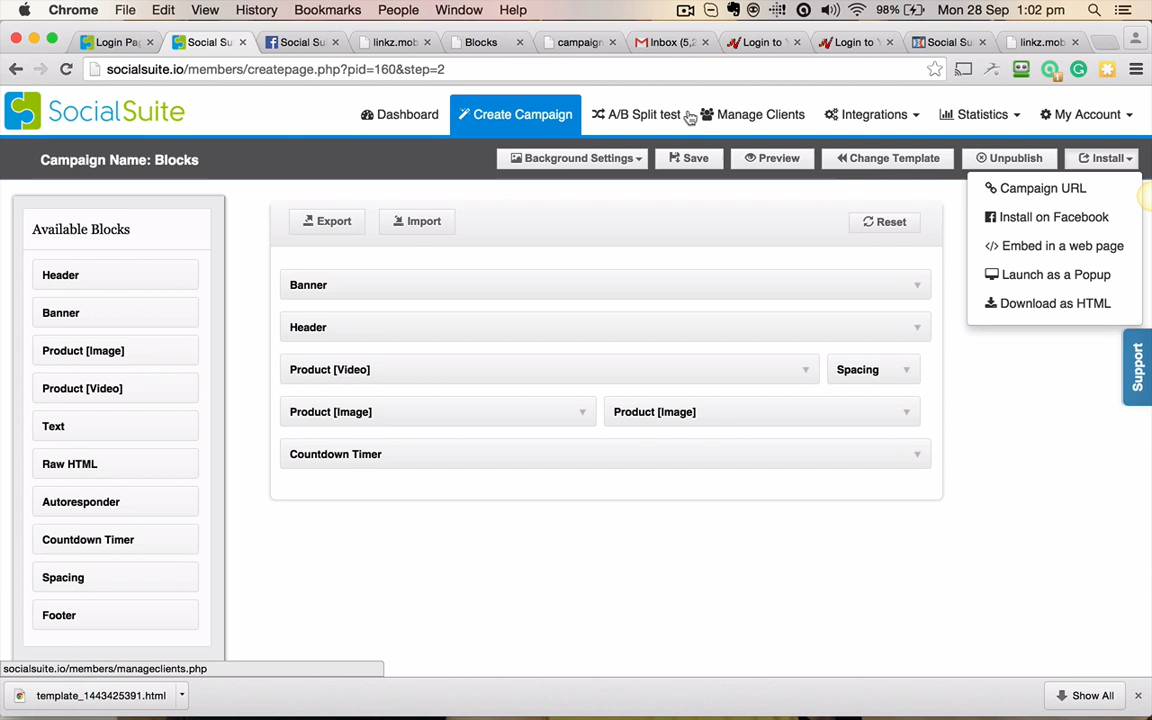 Chrome File Edit View History Bookmarks People Window Help 98% Mon 28 Sep 1:02 pm
Login Pag Social Su Social Su linkz.mob Blocks campaign Inbox (5,2 Login to Login to Social Su linkz.mob
socialsuite.io/members/createpage.php?pid=160&step=2
SocialSuite Dashboard Create Campaign A/B Split test Manage Clients Integrations Statistics My Account
Campaign Name: Blocks Background Settings Save Preview Change Template Unpublish Install
Campaign URL
Install on Facebook
Embed in a web page
Launch as a Popup
Download as HTML
Available Blocks
Header
Banner
Product [Image]
Product [Video]
Text
Raw HTML
Autoresponder
Countdown Timer
Spacing
Footer
Export Import Reset
Banner
Header
Product [Video] Spacing
Product [Image] Product [Image]
Countdown Timer
Support
socialsuite.io/members/manageclients.php
template_1443425391.html Show All